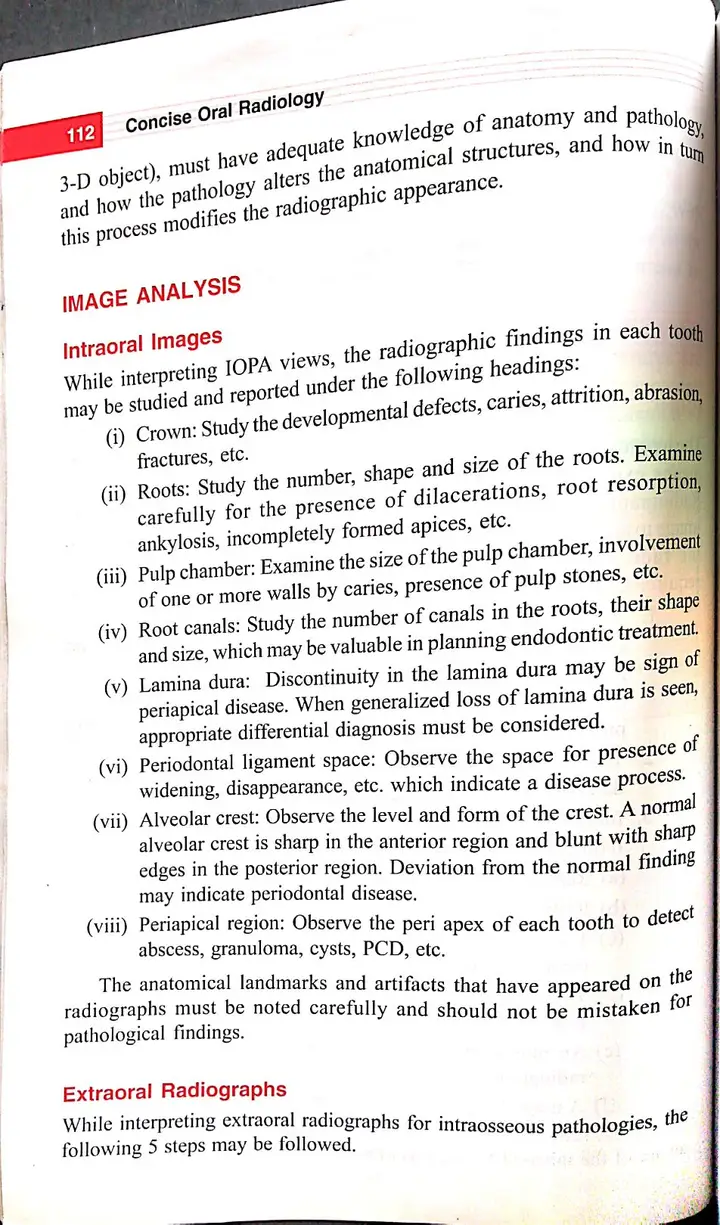 112 Concise Oral Radiology
3-D object), must have adequate knowledge of anatomy and pathology,
and how the pathology alters the anatomical structures, and how in turn
this process modifies the radiographic appearance.
IMAGE ANALYSIS
Intraoral Images
While interpreting IOPA views, the radiographic findings in each tooth
may be studied and reported under the following headings:
(i) Crown: Study the developmental defects, caries, attrition, abrasion,
fractures, etc.
(ii) Roots: Study the number, shape and size of the roots. Examine
carefully for the presence of dilacerations, root resorption,
ankylosis, incompletely formed apices, etc.
(iii) Pulp chamber: Examine the size of the pulp chamber, involvement
of one or more walls by caries, presence of pulp stones, etc.
(iv) Root canals: Study the number of canals in the roots, their shape
and size, which may be valuable in planning endodontic treatment.
(v) Lamina dura: Discontinuity in the lamina dura may be sign of
periapical disease. When generalized loss of lamina dura is seen,
appropriate differential diagnosis must be considered.
(vi) Periodontal ligament space: Observe the space for presence of
widening, disappearance, etc. which indicate a disease process.
(vii) Alveolar crest: Observe the level and form of the crest. A normal
alveolar crest is sharp in the anterior region and blunt with sharp
edges in the posterior region. Deviation from the normal finding
may indicate periodontal disease.
(viii) Periapical region: Observe the peri apex of each tooth to detect
abscess, granuloma, cysts, PCD, etc.
The anatomical landmarks and artifacts that have appeared on the
radiographs must be noted carefully and should not be mistaken for
pathological findings.
Extraoral Radiographs
While interpreting extraoral radiographs for intraosseous pathologies, the
following 5 steps may be followed.